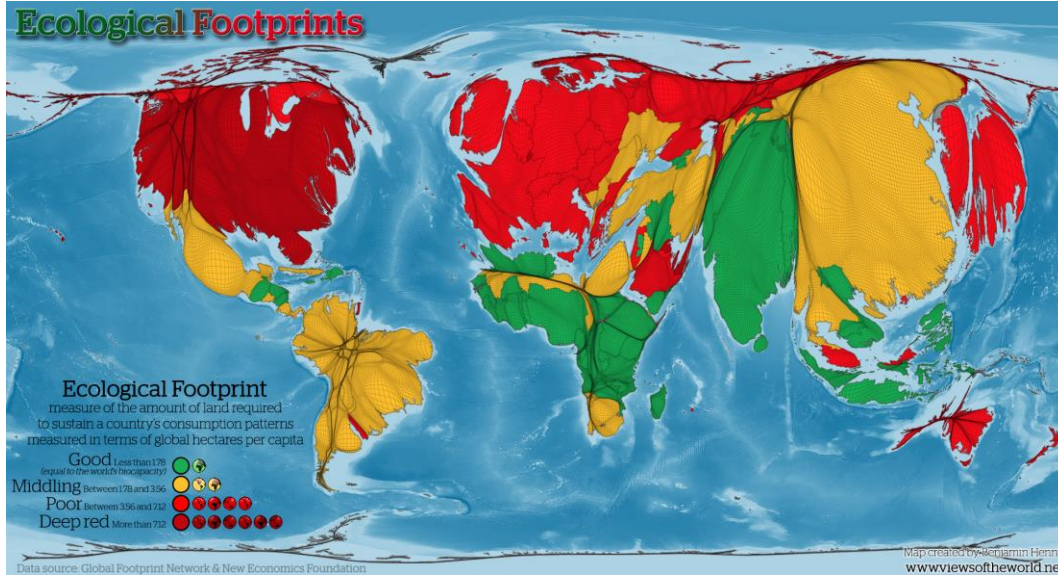 Ecological Footprints
Ecological Footprint
measure of the amount of land required
to sustain a country's consumption patterns
measured in terms of global hectares per capita
Good Less than 1.78
(equal to the world's biocapacity)
Middling Between 1.78 and 3.56
Poor Between 3.56 and 7.12
Deep red More than 7.12
Data source: Global Footprint Network & New Economics Foundation
Map created by Benjamin Henn
www.viewsoftheworld.ne